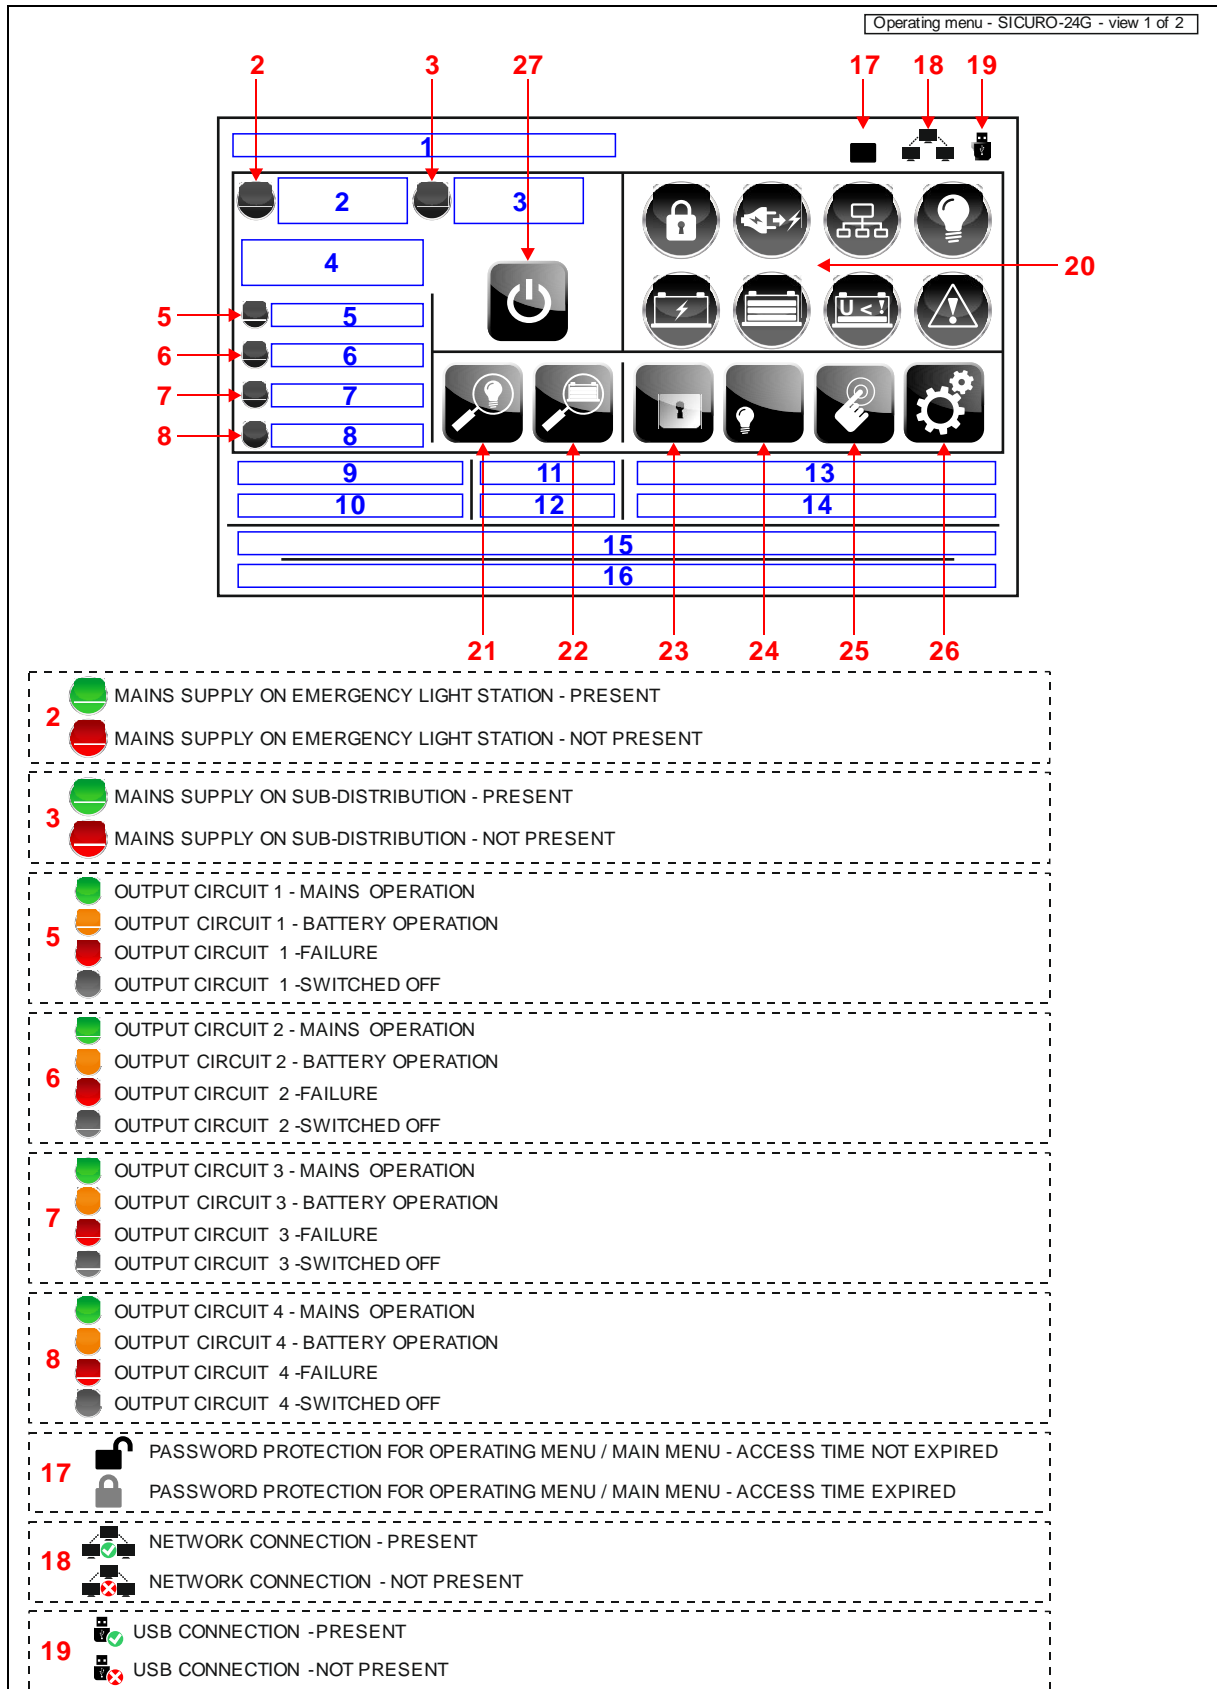 Operating menu - SICURO-24G - view 1 of 2
2 3 27 17 18 19
1
2 3
4
20
U<!
5 5
6 6
7 7
8 8
9 11 13
10 12 14
15
16
21 22 23 24 25 26
2
MAINS SUPPLY ON EMERGENCY LIGHT STATION - PRESENT
MAINS SUPPLY ON EMERGENCY LIGHT STATION - NOT PRESENT
3
MAINS SUPPLY ON SUB-DISTRIBUTION - PRESENT
MAINS SUPPLY ON SUB-DISTRIBUTION - NOT PRESENT
5
OUTPUT CIRCUIT 1 - MAINS OPERATION
OUTPUT CIRCUIT 1 - BATTERY OPERATION
OUTPUT CIRCUIT 1 -FAILURE
OUTPUT CIRCUIT 1 -SWITCHED OFF
6
OUTPUT CIRCUIT 2 - MAINS OPERATION
OUTPUT CIRCUIT 2 - BATTERY OPERATION
OUTPUT CIRCUIT 2 -FAILURE
OUTPUT CIRCUIT 2 -SWITCHED OFF
7
OUTPUT CIRCUIT 3 - MAINS OPERATION
OUTPUT CIRCUIT 3 - BATTERY OPERATION
OUTPUT CIRCUIT 3 -FAILURE
OUTPUT CIRCUIT 3 -SWITCHED OFF
8
OUTPUT CIRCUIT 4 - MAINS OPERATION
OUTPUT CIRCUIT 4 - BATTERY OPERATION
OUTPUT CIRCUIT 4 -FAILURE
OUTPUT CIRCUIT 4 -SWITCHED OFF
17
PASSWORD PROTECTION FOR OPERATING MENU / MAIN MENU - ACCESS TIME NOT EXPIRED
PASSWORD PROTECTION FOR OPERATING MENU / MAIN MENU - ACCESS TIME EXPIRED
18
NETWORK CONNECTION - PRESENT
NETWORK CONNECTION - NOT PRESENT
19
USB CONNECTION -PRESENT
USB CONNECTION -NOT PRESENT